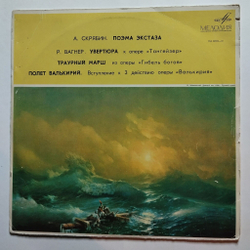 МЕЛОДИЯ
А. СКРЯБИН. ПОЭМА ЭКСТАЗА
Р. ВАГНЕР. УВЕРТЮРА к опере «Тангейзер»
ТРАУРНЫЙ МАРШ из оперы «Гибель богов»
ПОЛЕТ ВАЛЬКИРИЙ. Вступление к 3 действию оперы «Валькирия»